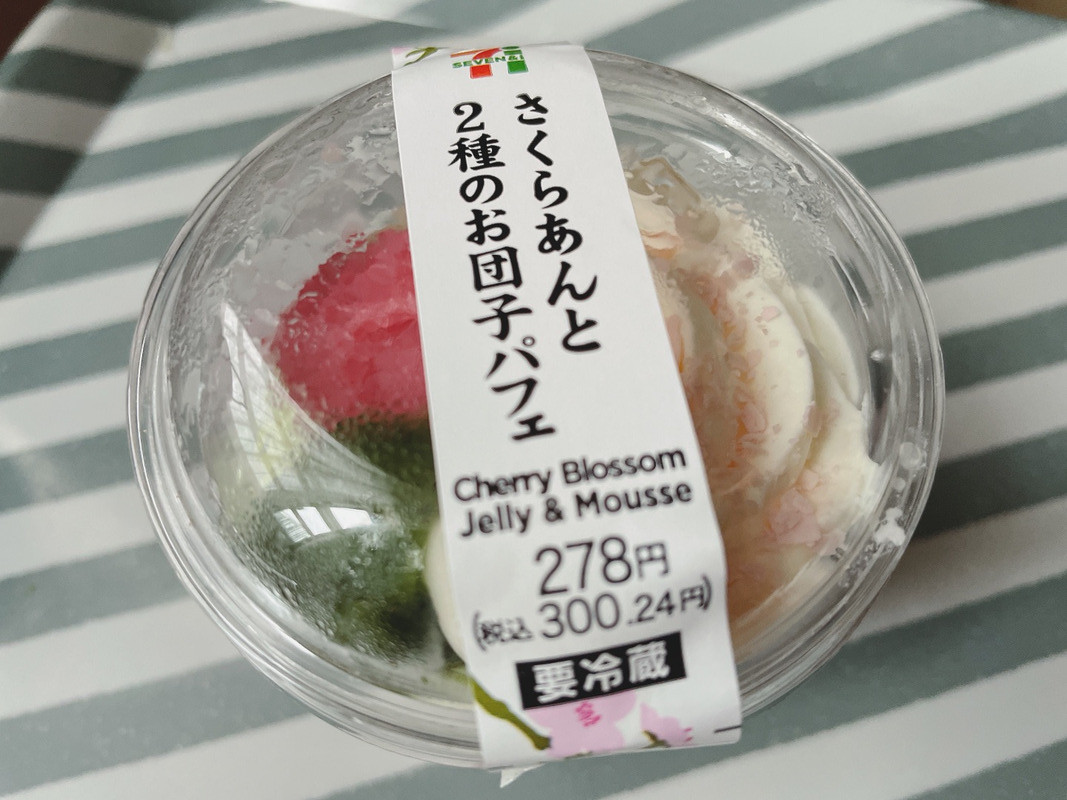 SEVEN&i
さくらあんと
2種のお団子パフェ
Cherry Blossom
Jelly & Mousse
278円
(税込 300.24円)
要冷蔵